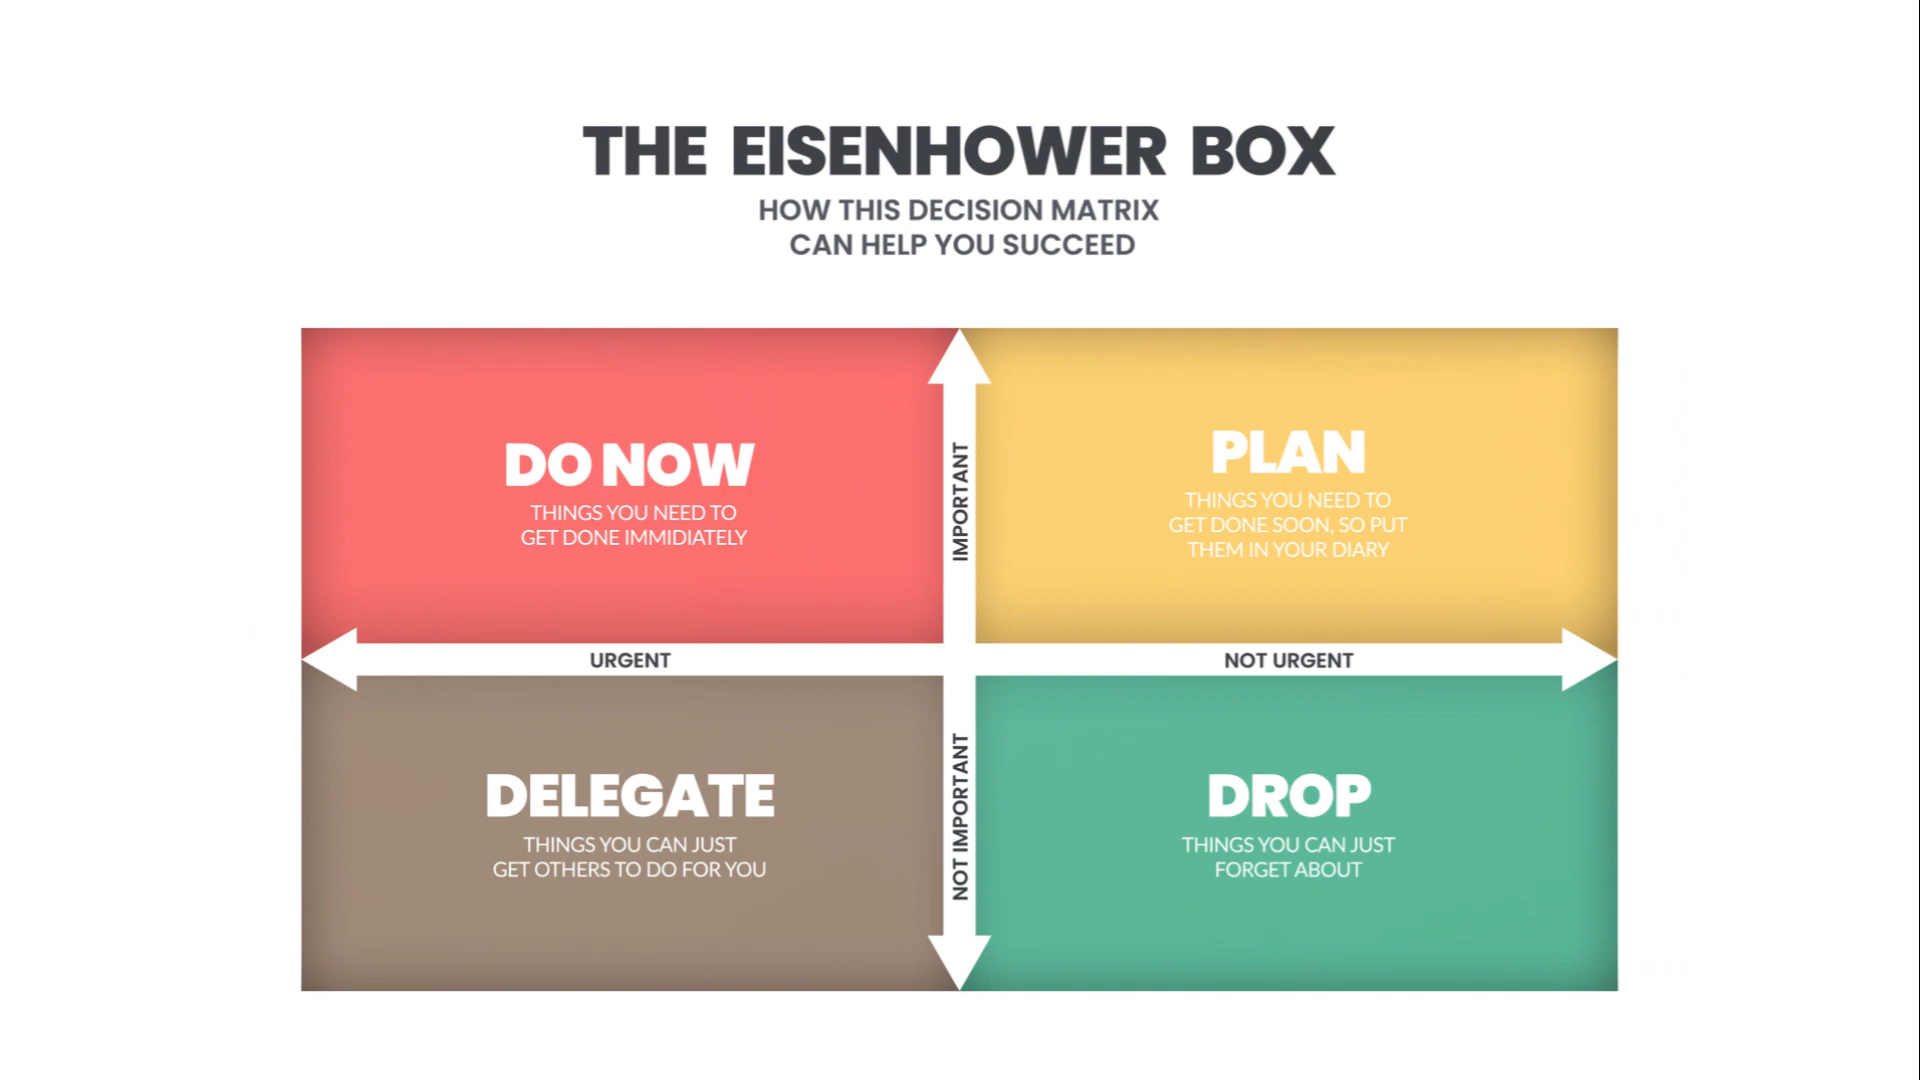 THE EISENHOWER BOX
HOW THIS DECISION MATRIX
CAN HELP YOU SUCCEED
DO NOW
THINGS YOU NEED TO
GET DONE IMMIDIATELY
IMPORTANT
PLAN
THINGS YOU NEED TO
GET DONE SOON, SO PUT
THEM IN YOUR DIARY
URGENT
NOT URGENT
DELEGATE
THINGS YOU CAN JUST
GET OTHERS TO DO FOR YOU
NOT IMPORTANT
DROP
THINGS YOU CAN JUST
FORGET ABOUT